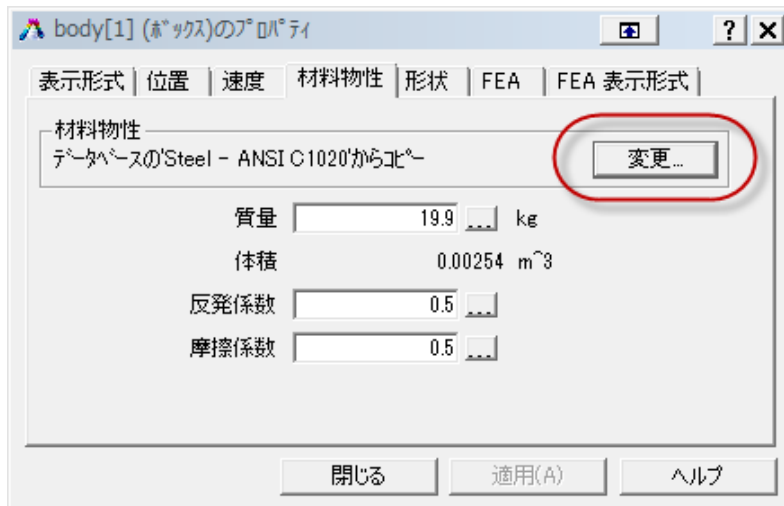 body[1] (ﾎﾞｯｸｽ)のﾌﾟﾛﾊﾟﾃｨ
表示形式 位置 速度 材料物性 形状 FEA FEA 表示形式
材料物性
ﾃﾞｰﾀﾍﾞｰｽの'Steel - ANSI C1020'からｺﾋﾟｰ 変更...
質量 19.9 ... kg
体積 0.00254 m^3
反発係数 0.5 ...
摩擦係数 0.5 ...
閉じる 適用(A) ヘルプ